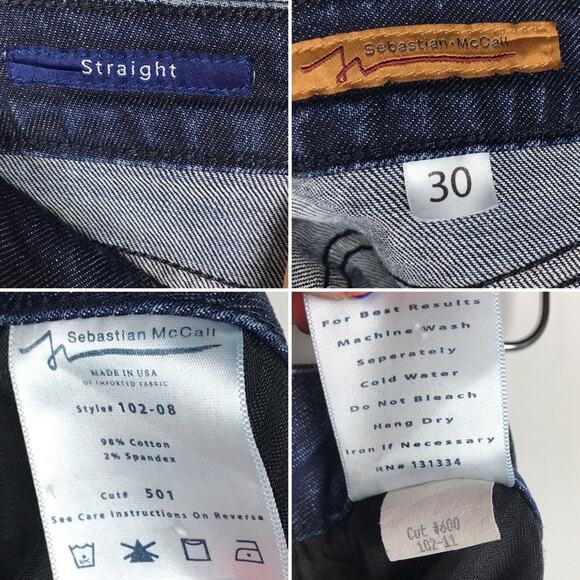 Straight
Sebastian McCall
30
Sebastian McCall
MADE IN USA
OF IMPORTED FABRIC
Style# 102-08
98% Cotton
2% Spandex
Cut# 501
See Care Instructions On Reverse
For Best Results
Machine Wash
Seperately
Cold Water
Do Not Bleach
Hang Dry
Iron If Necessary
RN# 131334
Cut #600
102-11